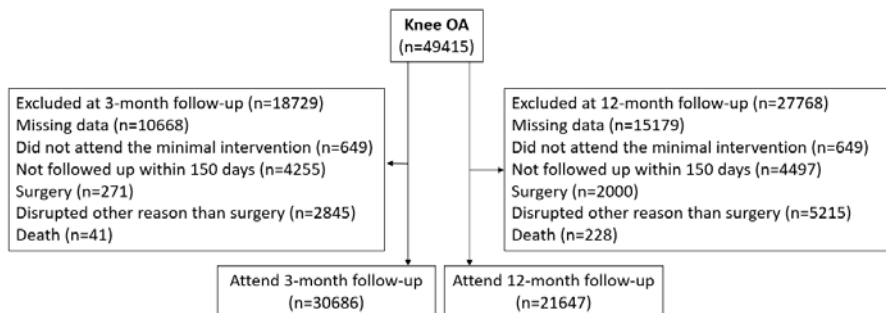 Knee OA
(n=49415)
Excluded at 3-month follow-up (n=18729)
Missing data (n=10668)
Did not attend the minimal intervention (n=649)
Not followed up within 150 days (n=4255)
Surgery (n=271)
Disrupted other reason than surgery (n=2845)
Death (n=41)
Excluded at 12-month follow-up (n=27768)
Missing data (n=15179)
Did not attend the minimal intervention (n=649)
Not followed up within 150 days (n=4497)
Surgery (n=2000)
Disrupted other reason than surgery (n=5215)
Death (n=228)
Attend 3-month follow-up
(n=30686)
Attend 12-month follow-up
(n=21647)